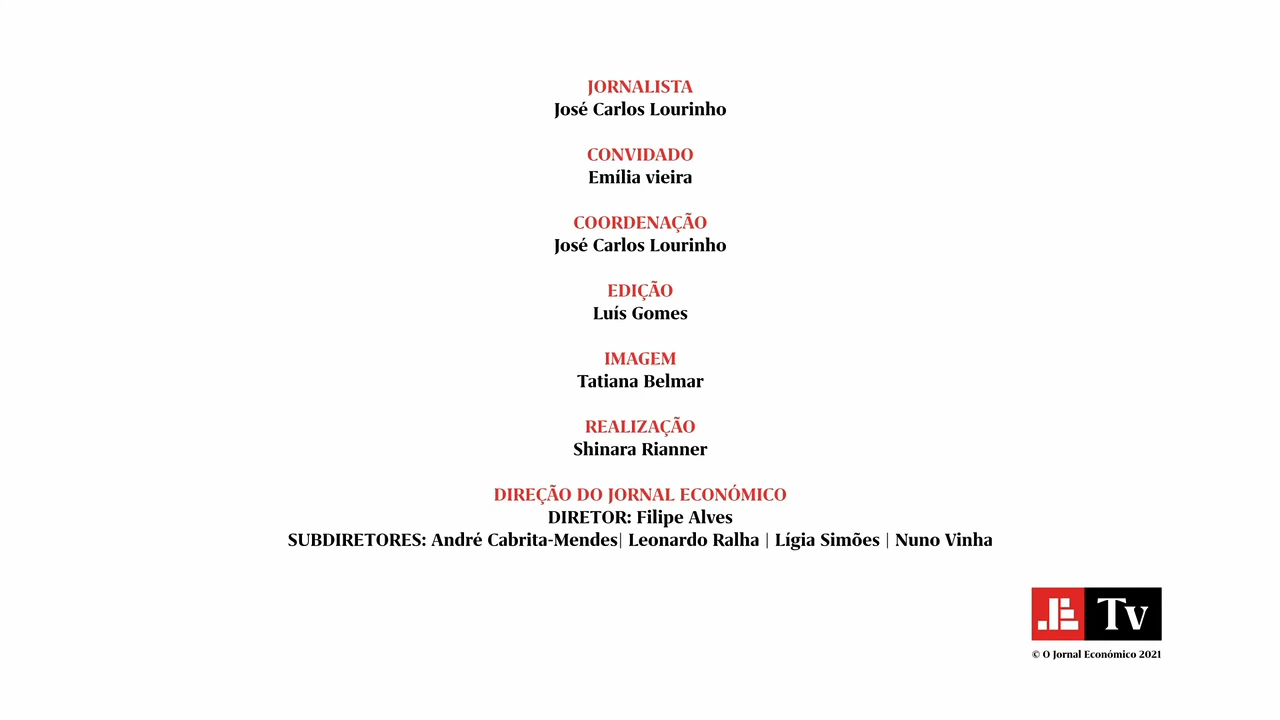 JORNALISTA
José Carlos Lourinho
CONVIDADO
Emília vieira
COORDENAÇÃO
José Carlos Lourinho
EDIÇÃO
Luís Gomes
IMAGEM
Tatiana Belmar
REALIZAÇÃO
Shinara Rianner
DIREÇÃO DO JORNAL ECONÓMICO
DIRETOR: Filipe Alves
SUBDIRETORES: André Cabrita-Mendes| Leonardo Ralha | Lígia Simões | Nuno Vinha
JE Tv
© O Jornal Económico 2021